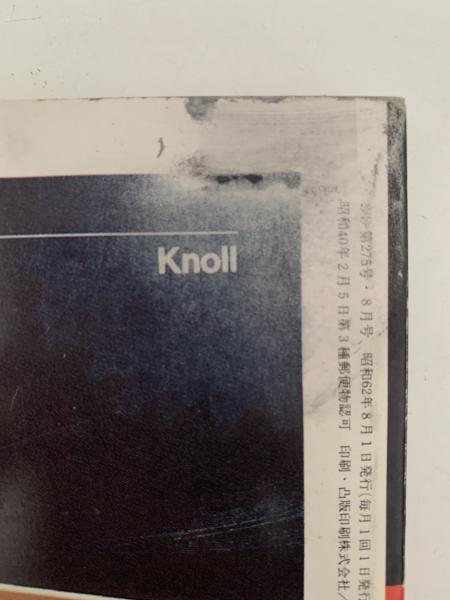 Knoll
第275号・8月号 昭和62年8月1日発行(毎月1回1日発行
昭和40年2月5日第3種郵便物認可 印刷・凸版印刷株式会社/